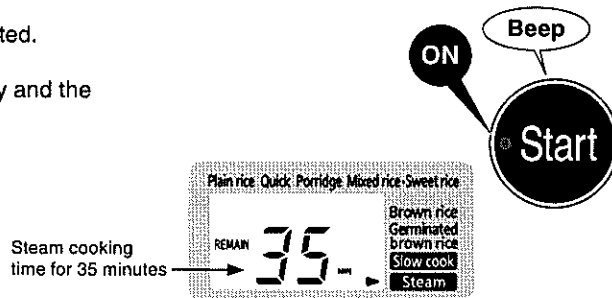 ted.
y and the
Beep
ON
Start
Plain rice Quick Porridge Mixed rice·Sweet rice
Brown rice
Germinated
brown rice
Slow cook
Steam
REMAIN
35
MIN
Steam cooking
time for 35 minutes